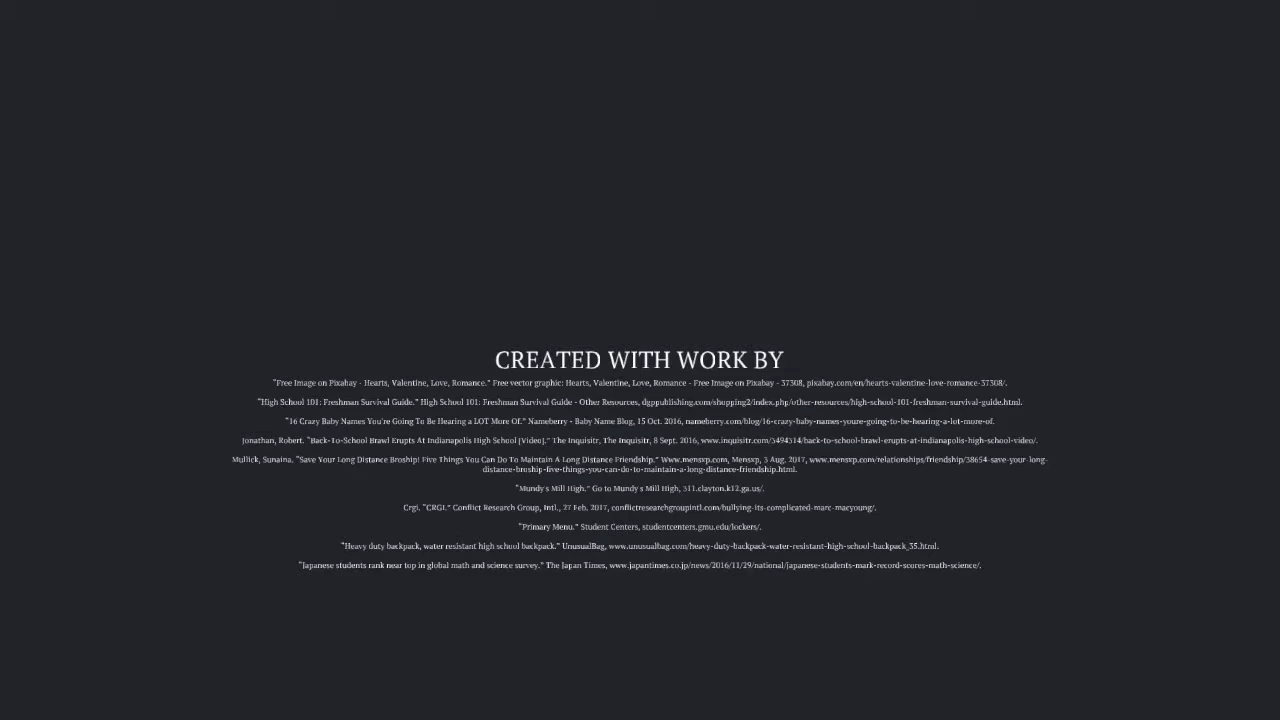 CREATED WITH WORK BY
"Free Image on Pixabay - Hearts, Valentine, Love, Romance." Free vector graphic: Hearts, Valentine, Love, Romance - Free Image on Pixabay - 37308, pixabay.com/en/hearts-valentine-love-romance-37308/.
"High School 101: Freshman Survival Guide." High School 101: Freshman Survival Guide - Other Resources, dgppublishing.com/shopping2/index.php/other-resources/high-school-101-freshman-survival-guide.html.
"16 Crazy Baby Names You're Going To Be Hearing a LOT More OF." Nameberry - Baby Name Blog, 15 Oct. 2016, nameberry.com/blog/16-crazy-baby-names-youre-going-to-be-hearing-a-lot-more-of.
Jonathan, Robert. "Back-To-School Brawl Erupts At Indianapolis High School [Video]." The Inquisitr, The Inquisitr, 8 Sept. 2016, www.inquisitr.com/3494314/back-to-school-brawl-erupts-at-indianapolis-high-school-video/.
Mullick, Sunaina. "Save Your Long Distance Broship! Five Things You Can Do To Maintain A Long Distance Friendship." Www.mensxp.com, Mensxp, 3 Aug. 2017, www.mensxp.com/relationships/friendship/38654-save-your-long-
distance-broship-five-things-you-can-do-to-maintain-a-long-distance-friendship.html.
"Mundy's Mill High." Go to Mundy's Mill High, 311.clayton.k12.ga.us/.
Crgi. "CRGI." Conflict Research Group, Intl., 27 Feb. 2017, conflictresearchgroupintl.com/bullying-its-complicated-marc-macyoung/.
"Primary Menu." Student Centers, studentcenters.gmu.edu/lockers/.
"Heavy duty backpack, water resistant high school backpack." UnusualBag, www.unusualbag.com/heavy-duty-backpack-water-resistant-high-school-backpack_35.html.
"Japanese students rank near top in global math and science survey." The Japan Times, www.japantimes.co.jp/news/2016/11/29/national/japanese-students-mark-record-scores-math-science/.